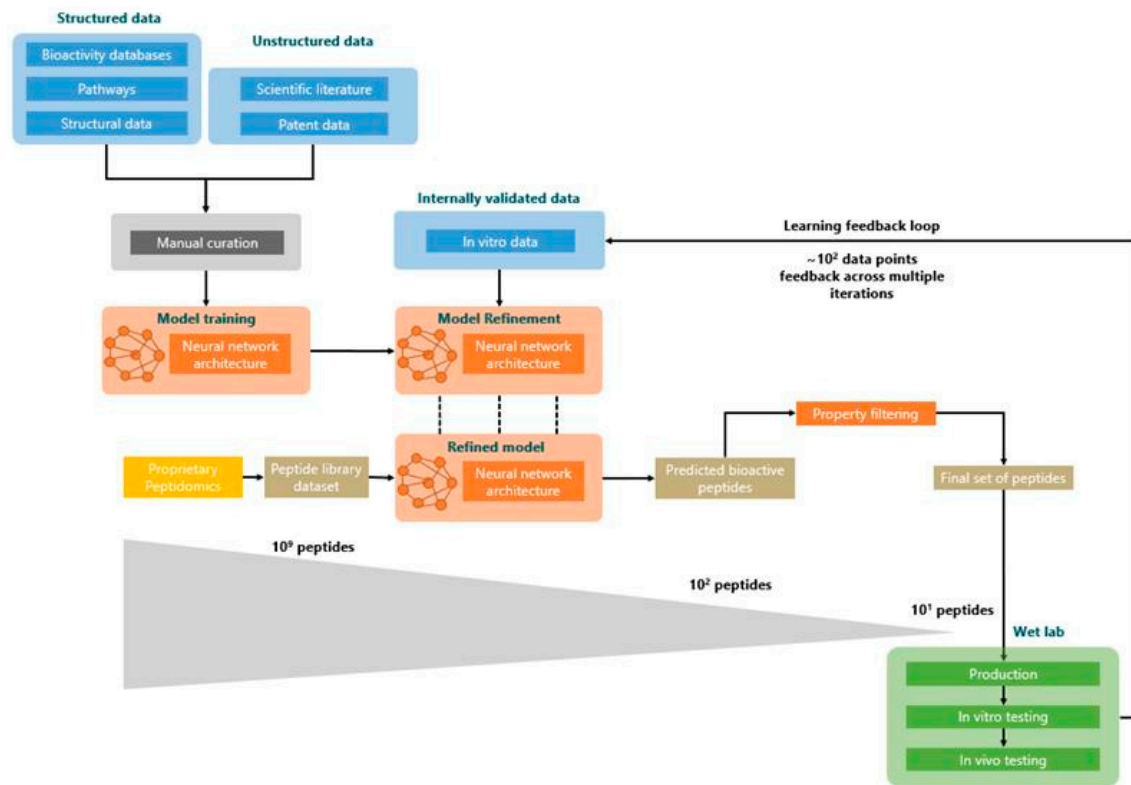 Structured data
Bioactivity databases
Pathways
Structural data
Unstructured data
Scientific literature
Patent data
Manual curation
Internally validated data
In vitro data
Learning feedback loop
~10² data points
feedback across multiple
iterations
Model training
Neural network
architecture
Model Refinement
Neural network
architecture
Proprietary
Peptidomics
Peptide library
dataset
Refined model
Neural network
architecture
Predicted bioactive
peptides
Property filtering
Final set of peptides
10⁹ peptides
10² peptides
10¹ peptides
Wet lab
Production
In vitro testing
In vivo testing